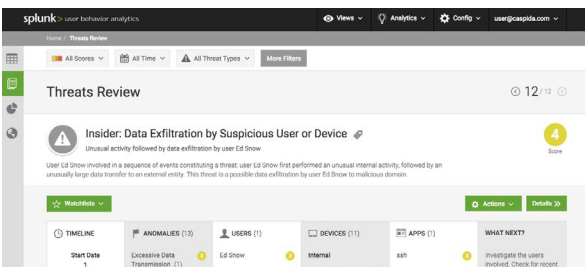 splunk> user behavior analytics
Views
Analytics
Config
user@caspida.com
Home / Threats Review
All Scores
All Time
All Threat Types
More Filters
Threats Review
12 / 12
Insider: Data Exfiltration by Suspicious User or Device
Unusual activity followed by data exfiltration by user Ed Snow
4
Score
User Ed Snow involved in a sequence of events constituting a threat: user Ed Snow first performed an unusual internal activity, followed by an
unusually large data transfer to an external entity. This threat is a possible data exfiltration by user Ed Snow to malicious domain
Watchlists
Actions
Details
TIMELINE
ANOMALIES (13)
USERS (1)
DEVICES (11)
APPS (1)
WHAT NEXT?
Start Date
1
Excessive Data
Transmission (1)
Ed Snow
Internal
ssh
Investigate the users
involved. Check for recent